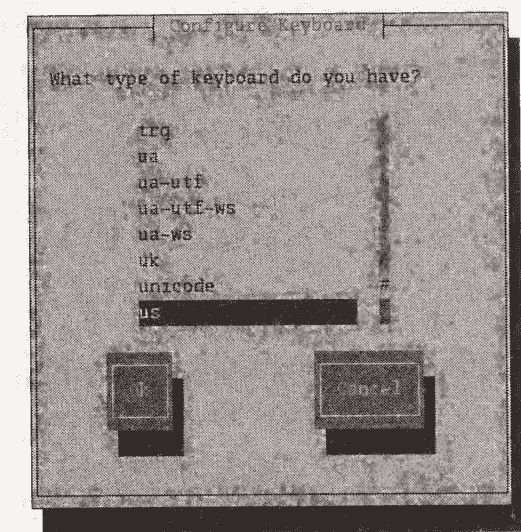 Configure Keyboard
What type of keyboard do you have?
trq
ua
ua-utf
ua-utf-ws
ua-ws
uk
unicode
#
us
Cancel